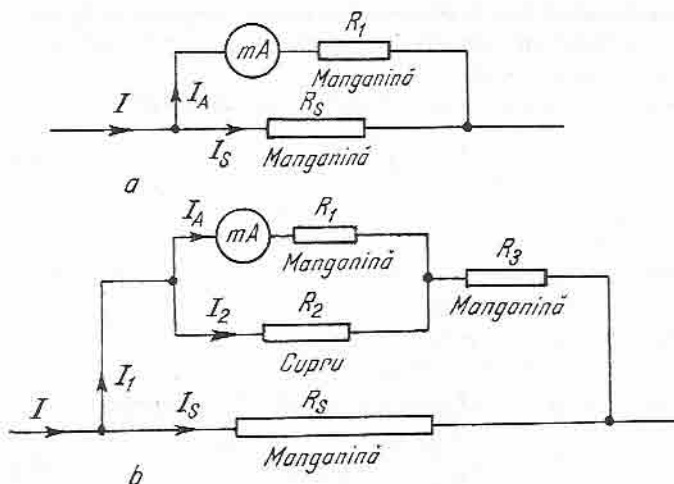 mA
R1
Manganină
I
IA
RS
IS
Manganină
a
IA
mA
R1
Manganină
R3
Manganină
I2
R2
Cupru
I1
I
IS
RS
Manganină
b